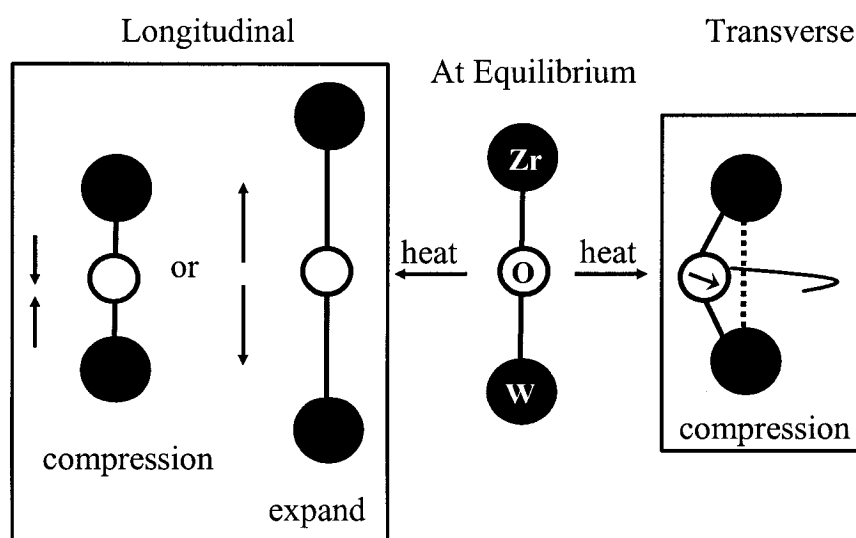 Longitudinal
Transverse
At Equilibrium
Zr
or
heat
O
heat
W
compression
compression
expand